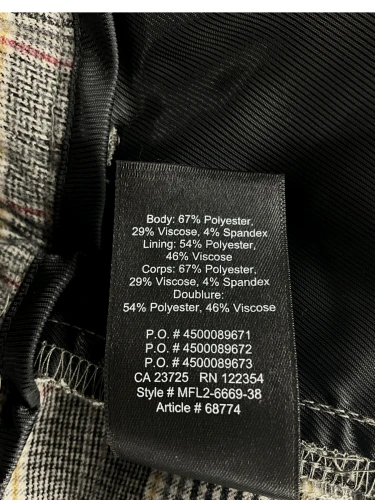 Body: 67% Polyester,
29% Viscose, 4% Spandex
Lining: 54% Polyester,
46% Viscose
Corps: 67% Polyester,
29% Viscose, 4% Spandex
Doublure:
54% Polyester, 46% Viscose
P.O. # 4500089671
P.O. # 4500089672
P.O. # 4500089673
CA 23725 RN 122354
Style # MFL2-6669-38
Article # 68774